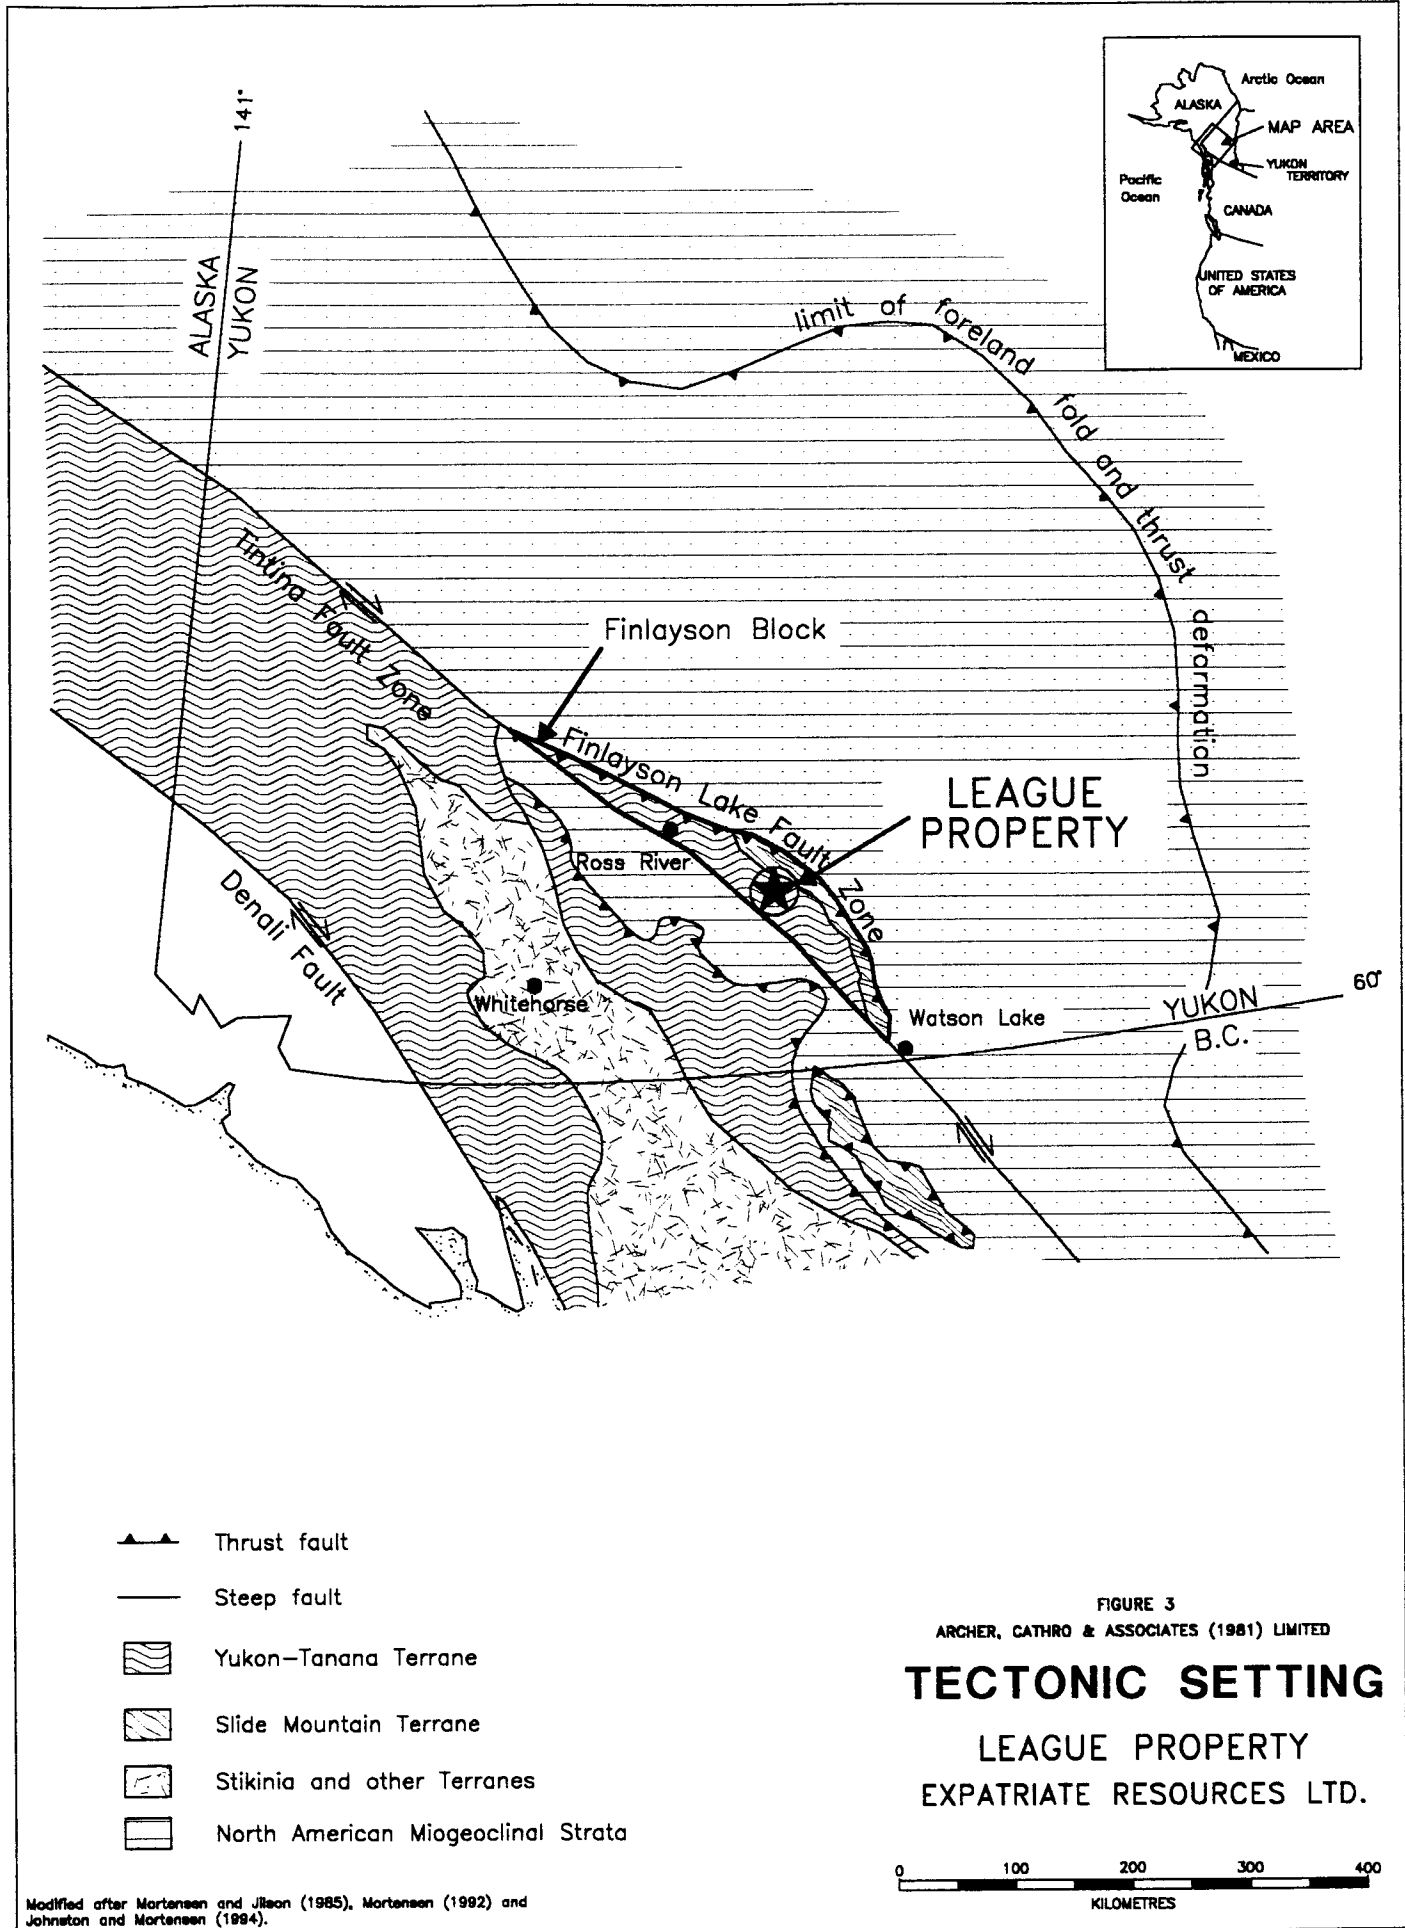 Arctic Ocean
ALASKA
MAP AREA
YUKON
TERRITORY
Pacific
Ocean
CANADA
UNITED STATES
OF AMERICA
MEXICO
141°
ALASKA
YUKON
limit of foreland fold and thrust deformation
Tintina Fault Zone
Finlayson Block
Finlayson Lake Fault Zone
LEAGUE
PROPERTY
Ross River
Denali Fault
Whitehorse
Watson Lake
YUKON
B.C.
60°
Thrust fault
Steep fault
Yukon-Tanana Terrane
Slide Mountain Terrane
Stikinia and other Terranes
North American Miogeoclinal Strata
FIGURE 3
ARCHER, CATHRO & ASSOCIATES (1981) LIMITED
TECTONIC SETTING
LEAGUE PROPERTY
EXPATRIATE RESOURCES LTD.
0 100 200 300 400
KILOMETRES
Modified after Mortensen and Jilson (1985), Mortensen (1992) and
Johnston and Mortensen (1994).